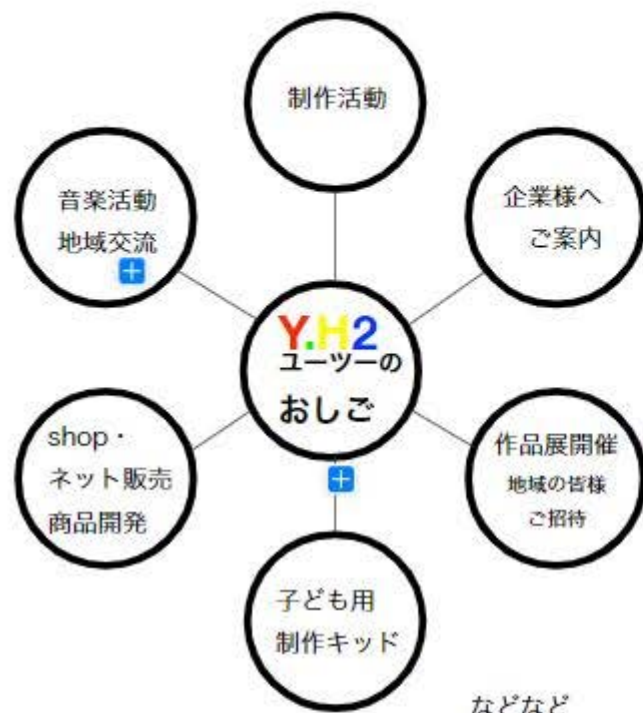 制作活動
音楽活動
地域交流
企業様へ
ご案内
Y.H2
ユーツーの
おしご
shop・
ネット販売
商品開発
作品展開催
地域の皆様
ご招待
子ども用
制作キッド
などなど